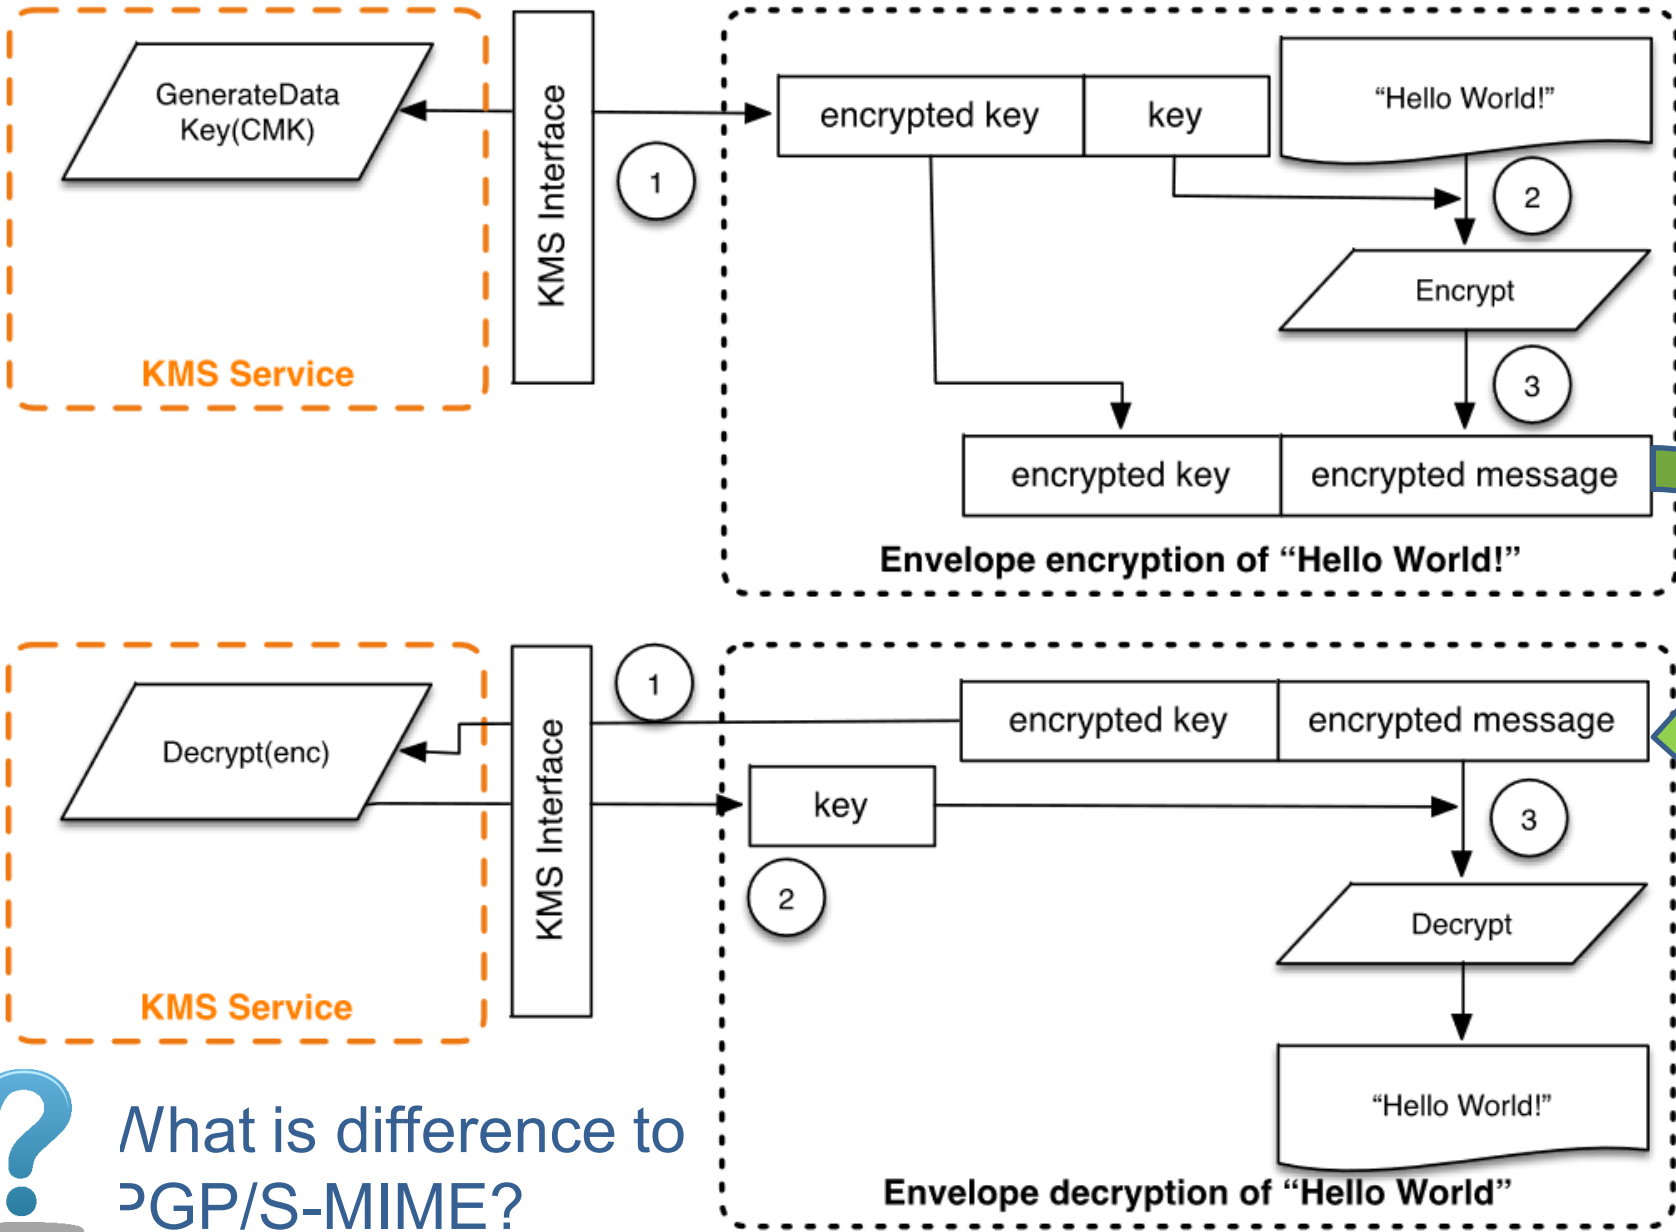 GenerateData
Key(CMK)
KMS Service
KMS Interface
1
encrypted key
key
“Hello World!”
2
Encrypt
3
encrypted key
encrypted message
Envelope encryption of “Hello World!”
Decrypt(enc)
KMS Service
KMS Interface
1
encrypted key
encrypted message
key
2
3
Decrypt
“Hello World!”
Envelope decryption of “Hello World”
What is difference to
PGP/S-MIME?